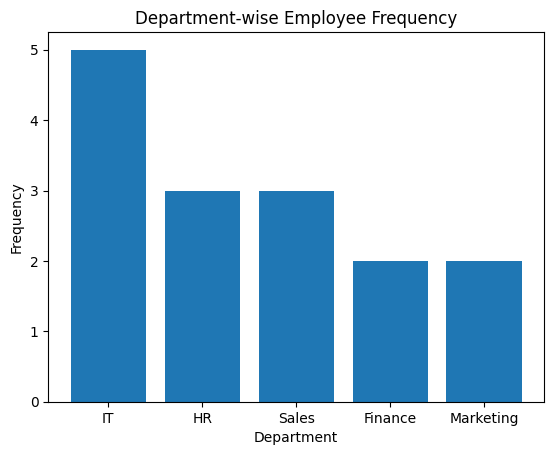 Department-wise Employee Frequency
5
4
3
2
1
0
Frequency
IT HR Sales Finance Marketing
Department